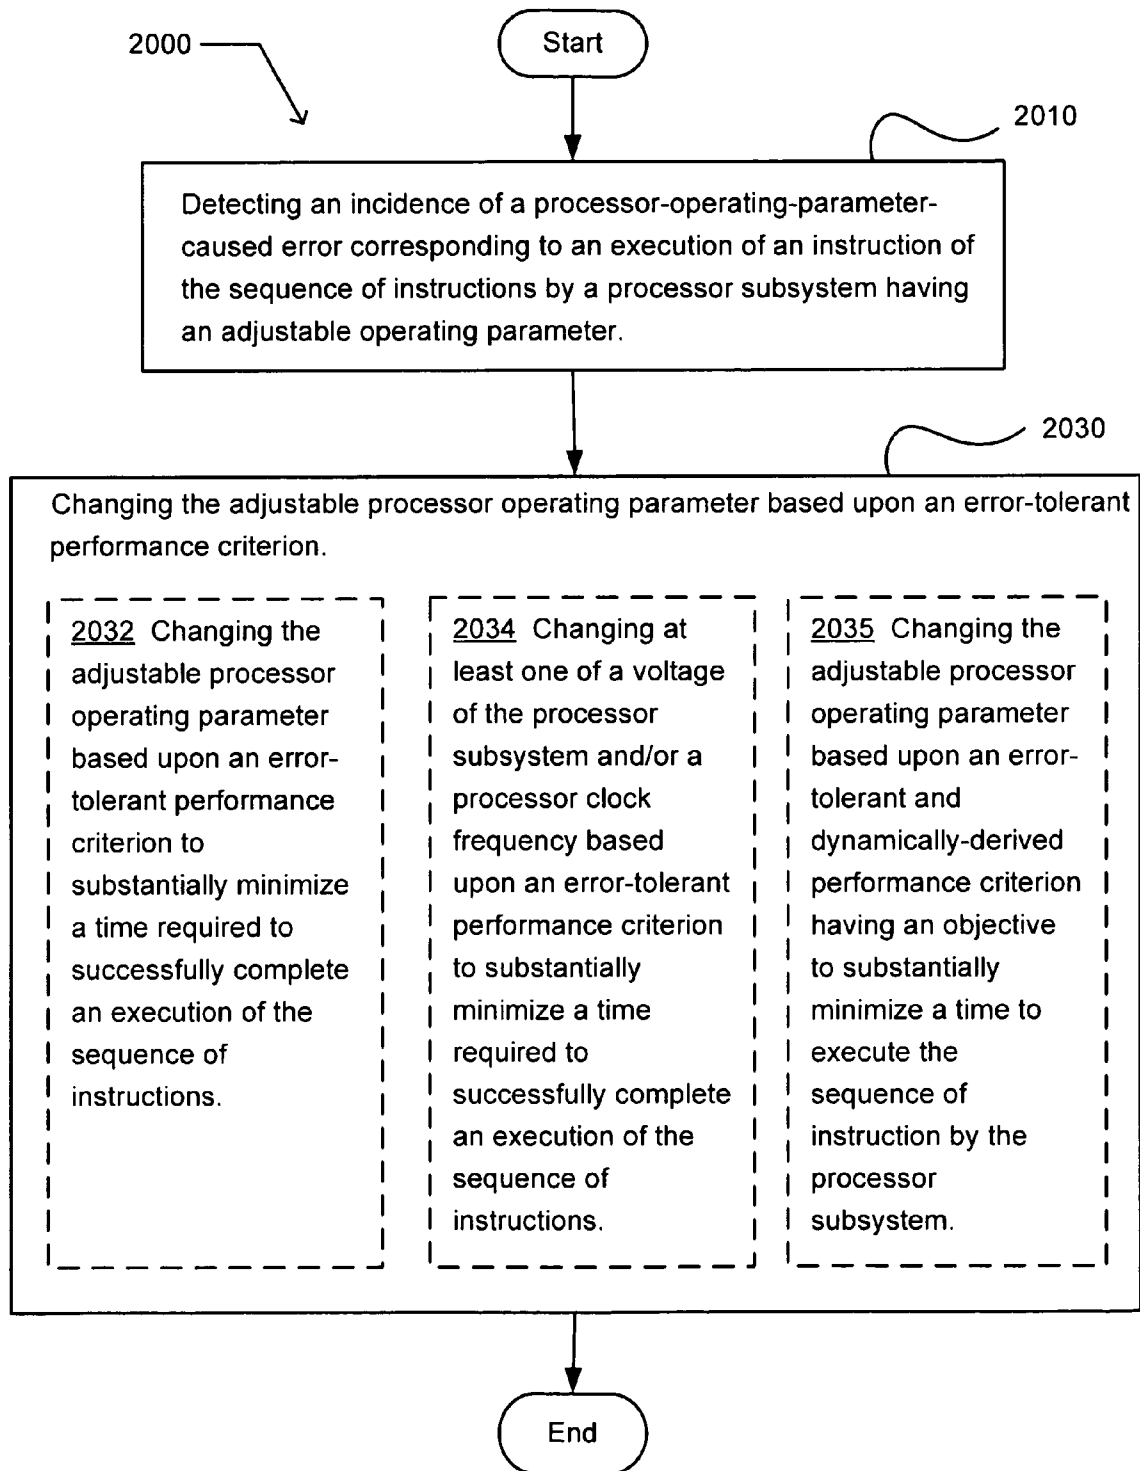 2000
Start
2010
Detecting an incidence of a processor-operating-parameter-
caused error corresponding to an execution of an instruction of
the sequence of instructions by a processor subsystem having
an adjustable operating parameter.
2030
Changing the adjustable processor operating parameter based upon an error-tolerant
performance criterion.
2032 Changing the
adjustable processor
operating parameter
based upon an error-
tolerant performance
criterion to
substantially minimize
a time required to
successfully complete
an execution of the
sequence of
instructions.
2034 Changing at
least one of a voltage
of the processor
subsystem and/or a
processor clock
frequency based
upon an error-tolerant
performance criterion
to substantially
minimize a time
required to
successfully complete
an execution of the
sequence of
instructions.
2035 Changing the
adjustable processor
operating parameter
based upon an error-
tolerant and
dynamically-derived
performance criterion
having an objective
to substantially
minimize a time to
execute the
sequence of
instruction by the
processor
subsystem.
End